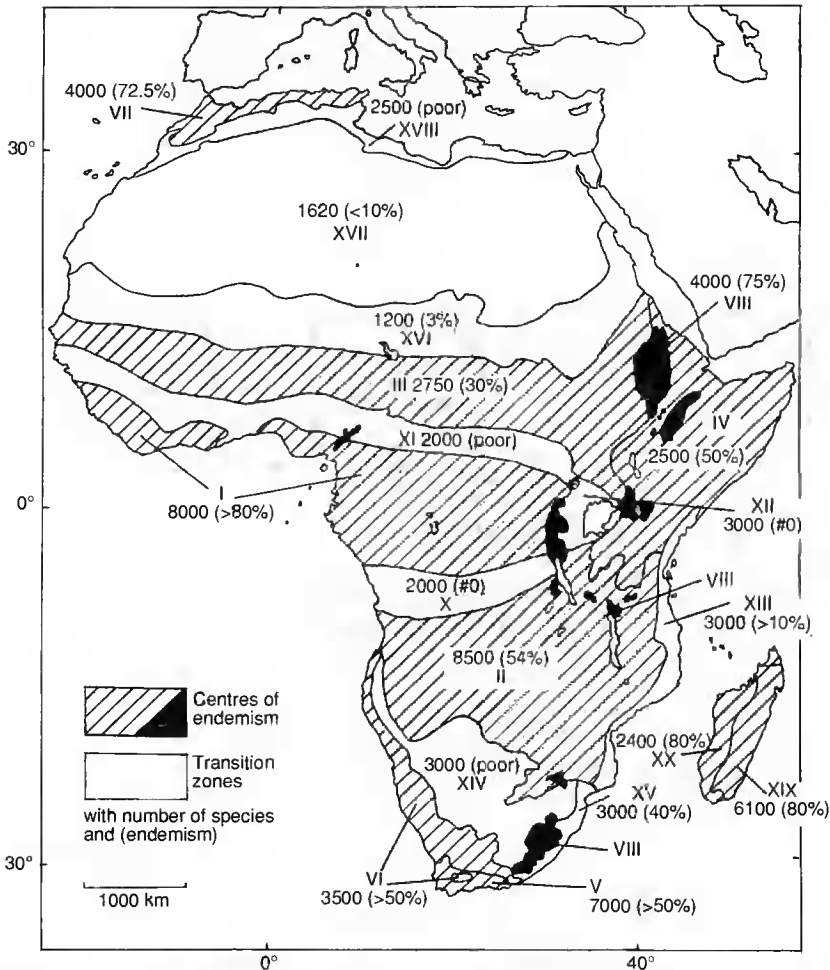 4000 (72.5%)
VII
2500 (poor)
XVIII
30°
1620 (<10%)
XVII
4000 (75%)
VIII
1200 (3%)
XVI
III 2750 (30%)
IV
2500 (50%)
XI 2000 (poor)
I
8000 (>80%)
0°
XII
3000 (#0)
2000 (#0)
X
VIII
XIII
3000 (>10%)
8500 (54%)
II
Centres of
endemism
Transition
zones
with number of species
and (endemism)
3000 (poor)
XIV
2400 (80%)
XX
XIX
6100 (80%)
XV
3000 (40%)
VIII
30°
1000 km
VI
3500 (>50%)
V
7000 (>50%)
0°
40°